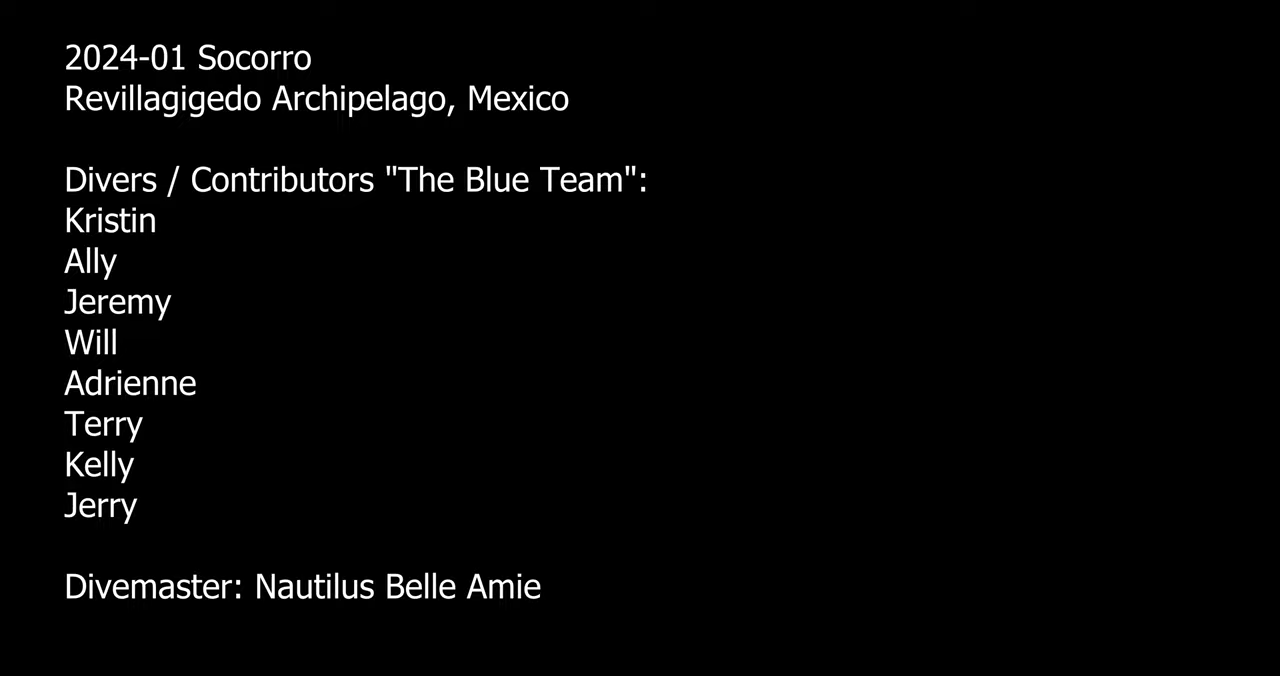 2024-01 Socorro
Revillagigedo Archipelago, Mexico
Divers / Contributors "The Blue Team":
Kristin
Ally
Jeremy
Will
Adrienne
Terry
Kelly
Jerry
Divemaster: Nautilus Belle Amie